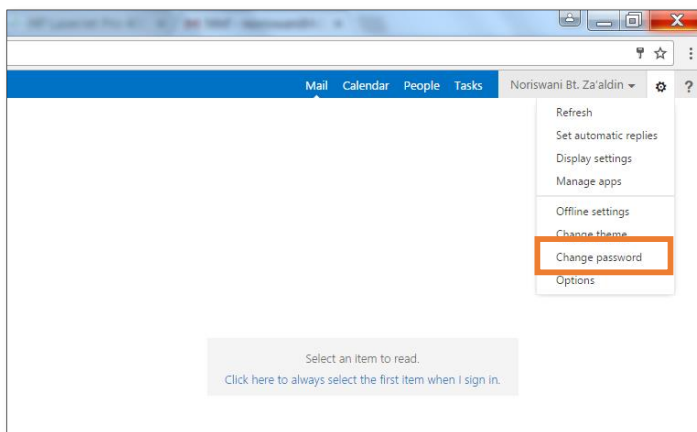 Mail Calendar People Tasks Noriswani Bt. Za'aldin ?
Refresh
Set automatic replies
Display settings
Manage apps
Offline settings
Change theme
Change password
Options
Select an item to read.
Click here to always select the first item when I sign in.